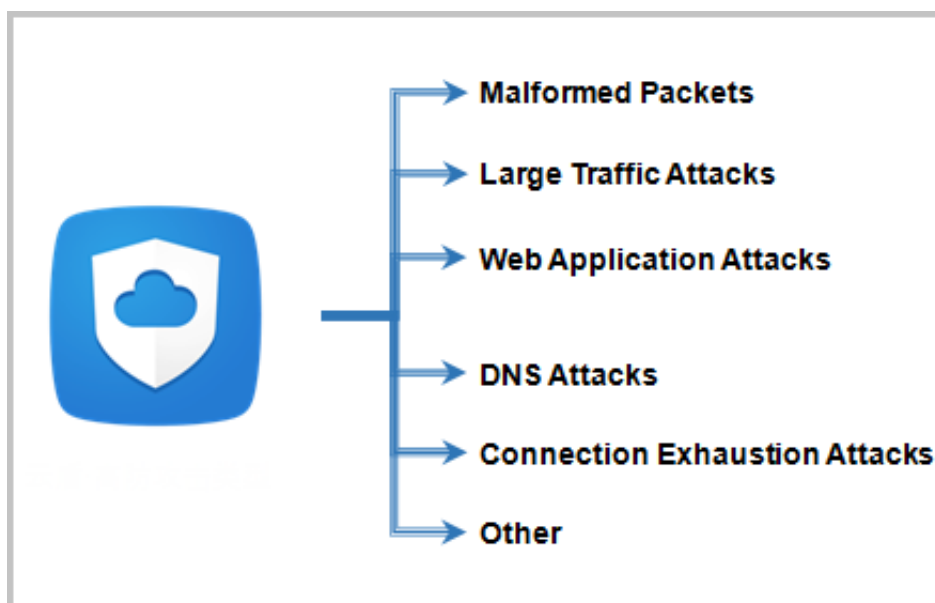 Malformed Packets
Large Traffic Attacks
Web Application Attacks
DNS Attacks
Connection Exhaustion Attacks
Other